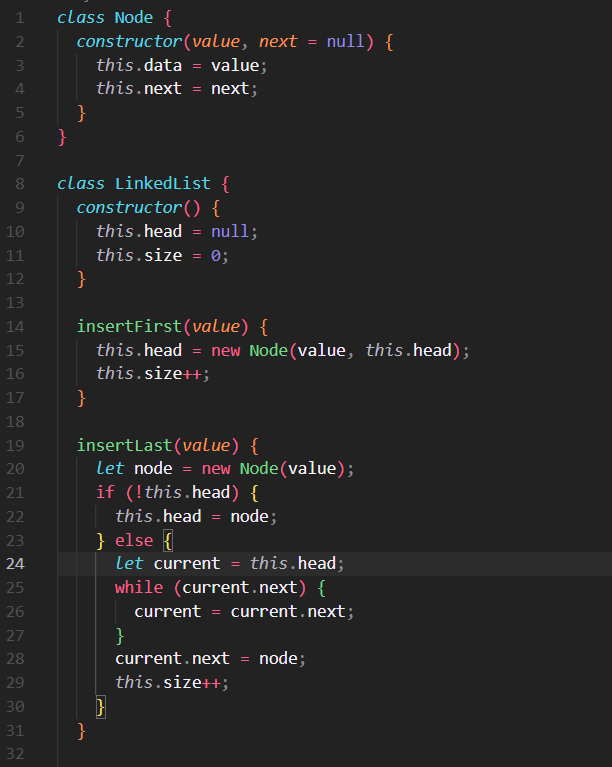 1 class Node {
2 constructor(value, next = null) {
3 this.data = value;
4 this.next = next;
5 }
6 }
7
8 class LinkedList {
9 constructor() {
10 this.head = null;
11 this.size = 0;
12 }
13
14 insertFirst(value) {
15 this.head = new Node(value, this.head);
16 this.size++;
17 }
18
19 insertLast(value) {
20 let node = new Node(value);
21 if (!this.head) {
22 this.head = node;
23 } else {
24 let current = this.head;
25 while (current.next) {
26 current = current.next;
27 }
28 current.next = node;
29 this.size++;
30 }
31 }
32